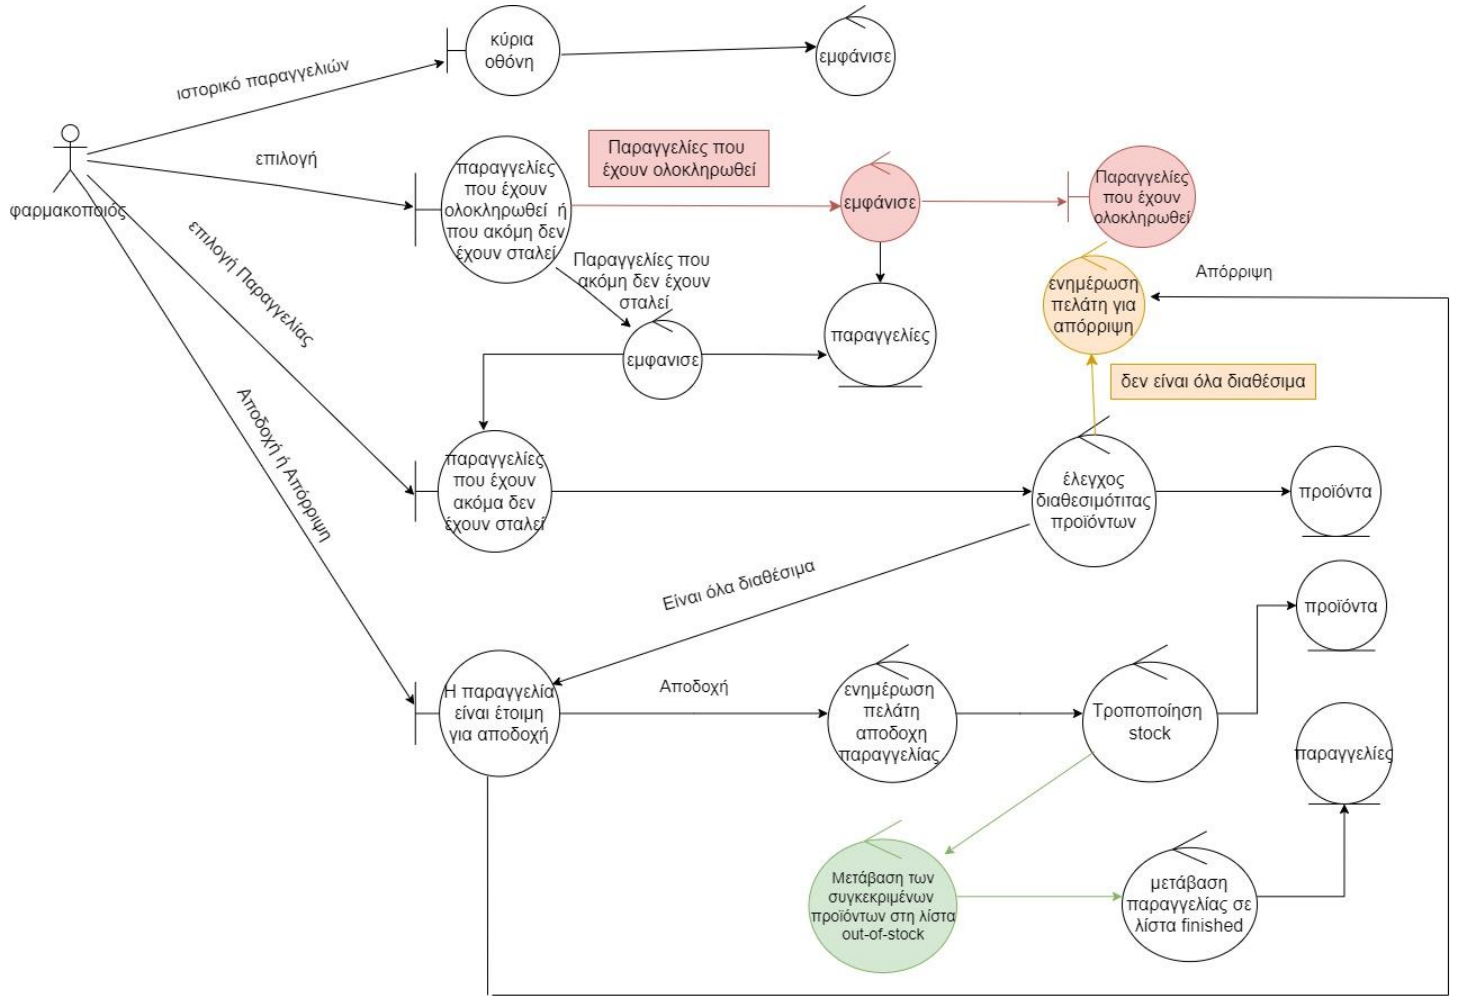 κύρια
οθόνη
εμφάνισε
ιστορικό παραγγελιών
φαρμακοποιός
επιλογή
παραγγελίες
που έχουν
ολοκληρωθεί ή
που ακόμη δεν
έχουν σταλεί
Παραγγελίες που
έχουν ολοκληρωθεί
εμφάνισε
Παραγγελίες
που έχουν
ολοκληρωθεί
επιλογή Παραγγελίας
Παραγγελίες που
ακόμη δεν έχουν
σταλεί
εμφανισε
παραγγελίες
ενημέρωση
πελάτη για
απόρριψη
Απόρριψη
δεν είναι όλα διαθέσιμα
Αποδοχή ή Απόρριψη
παραγγελίες
που έχουν
ακόμα δεν
έχουν σταλεί
έλεγχος
διαθεσιμότιτας
προϊόντων
προϊόντα
Είναι όλα διαθέσιμα
προϊόντα
Η παραγγελία
είναι έτοιμη
για αποδοχή
Αποδοχή
ενημέρωση
πελάτη
αποδοχη
παραγγελίας
Τροποποίηση
stock
παραγγελίες
Μετάβαση των
συγκεκριμένων
προϊόντων στη λίστα
out-of-stock
μετάβαση
παραγγελίας σε
λίστα finished